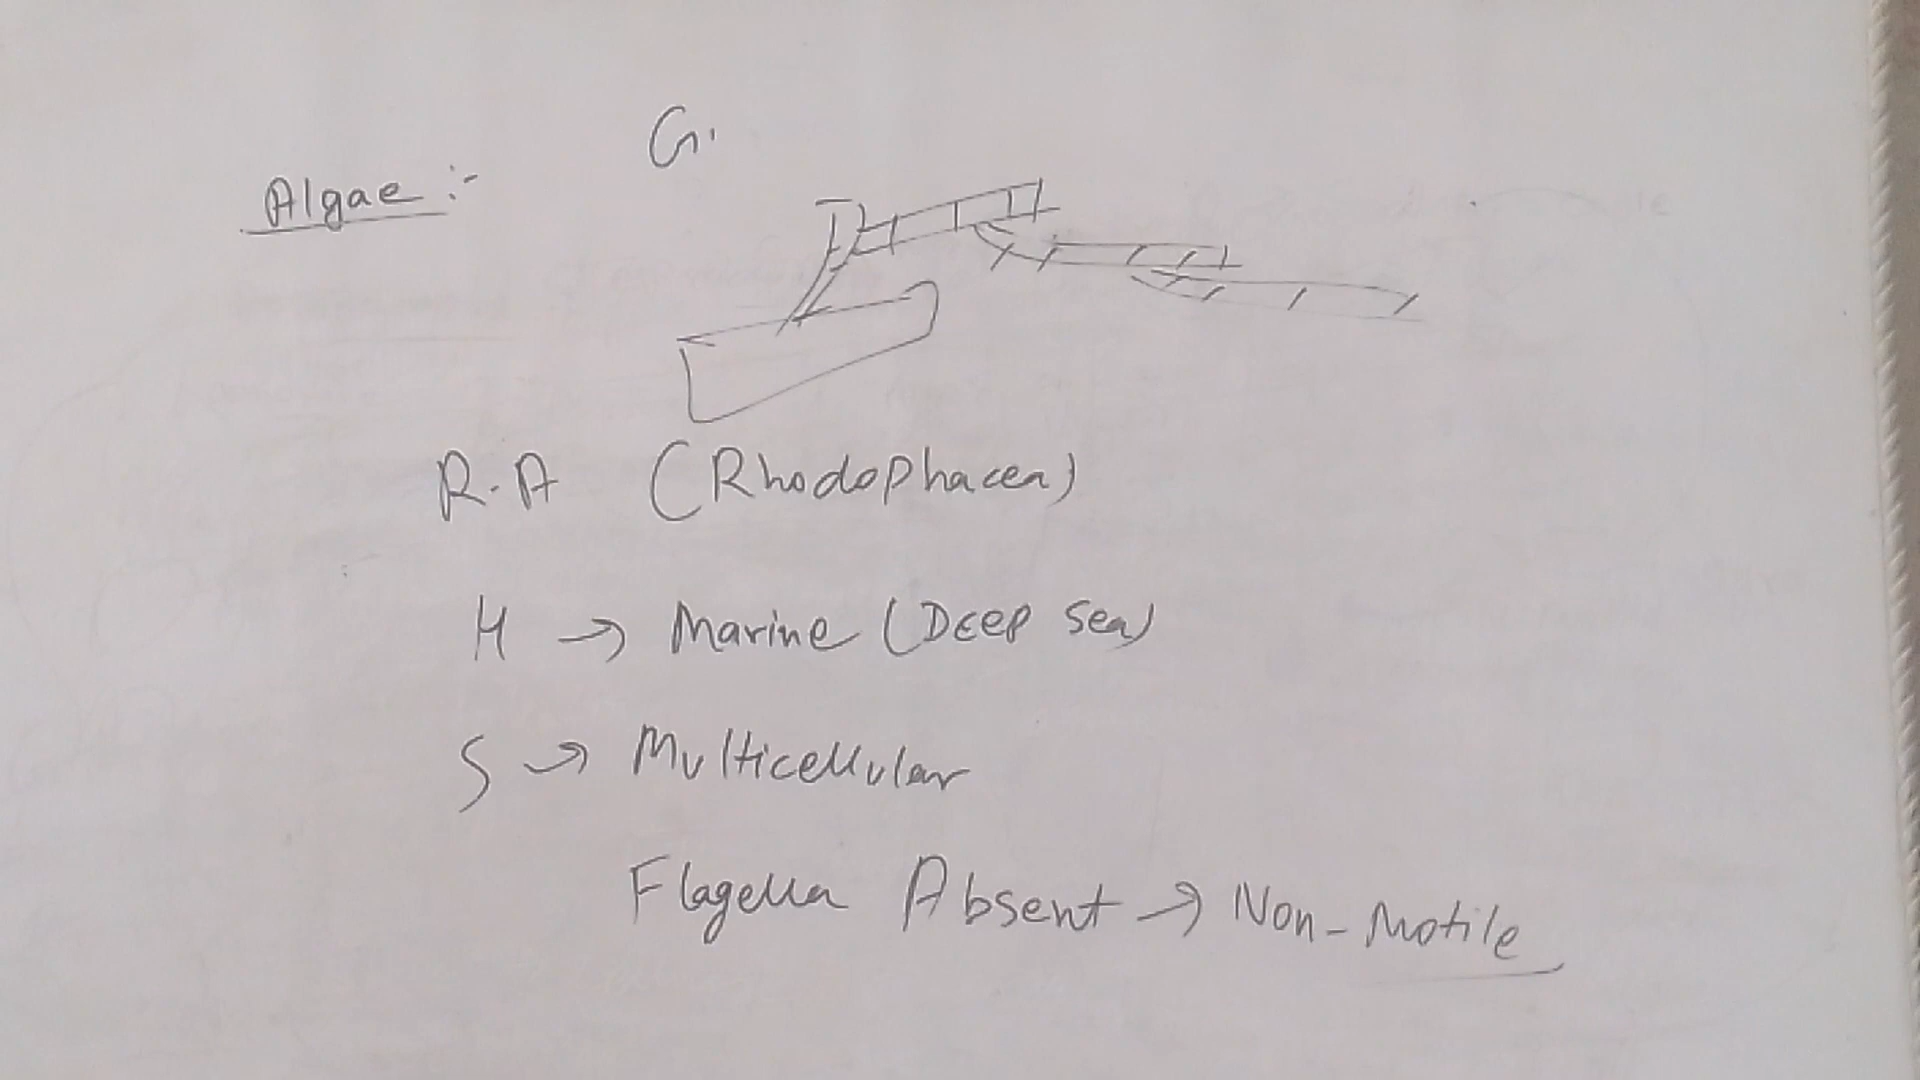 G.
Algae :-
R.A (Rhodophacea)
H → Marine (Deep Sea)
S → Multicellular
Flagella Absent → Non-Motile